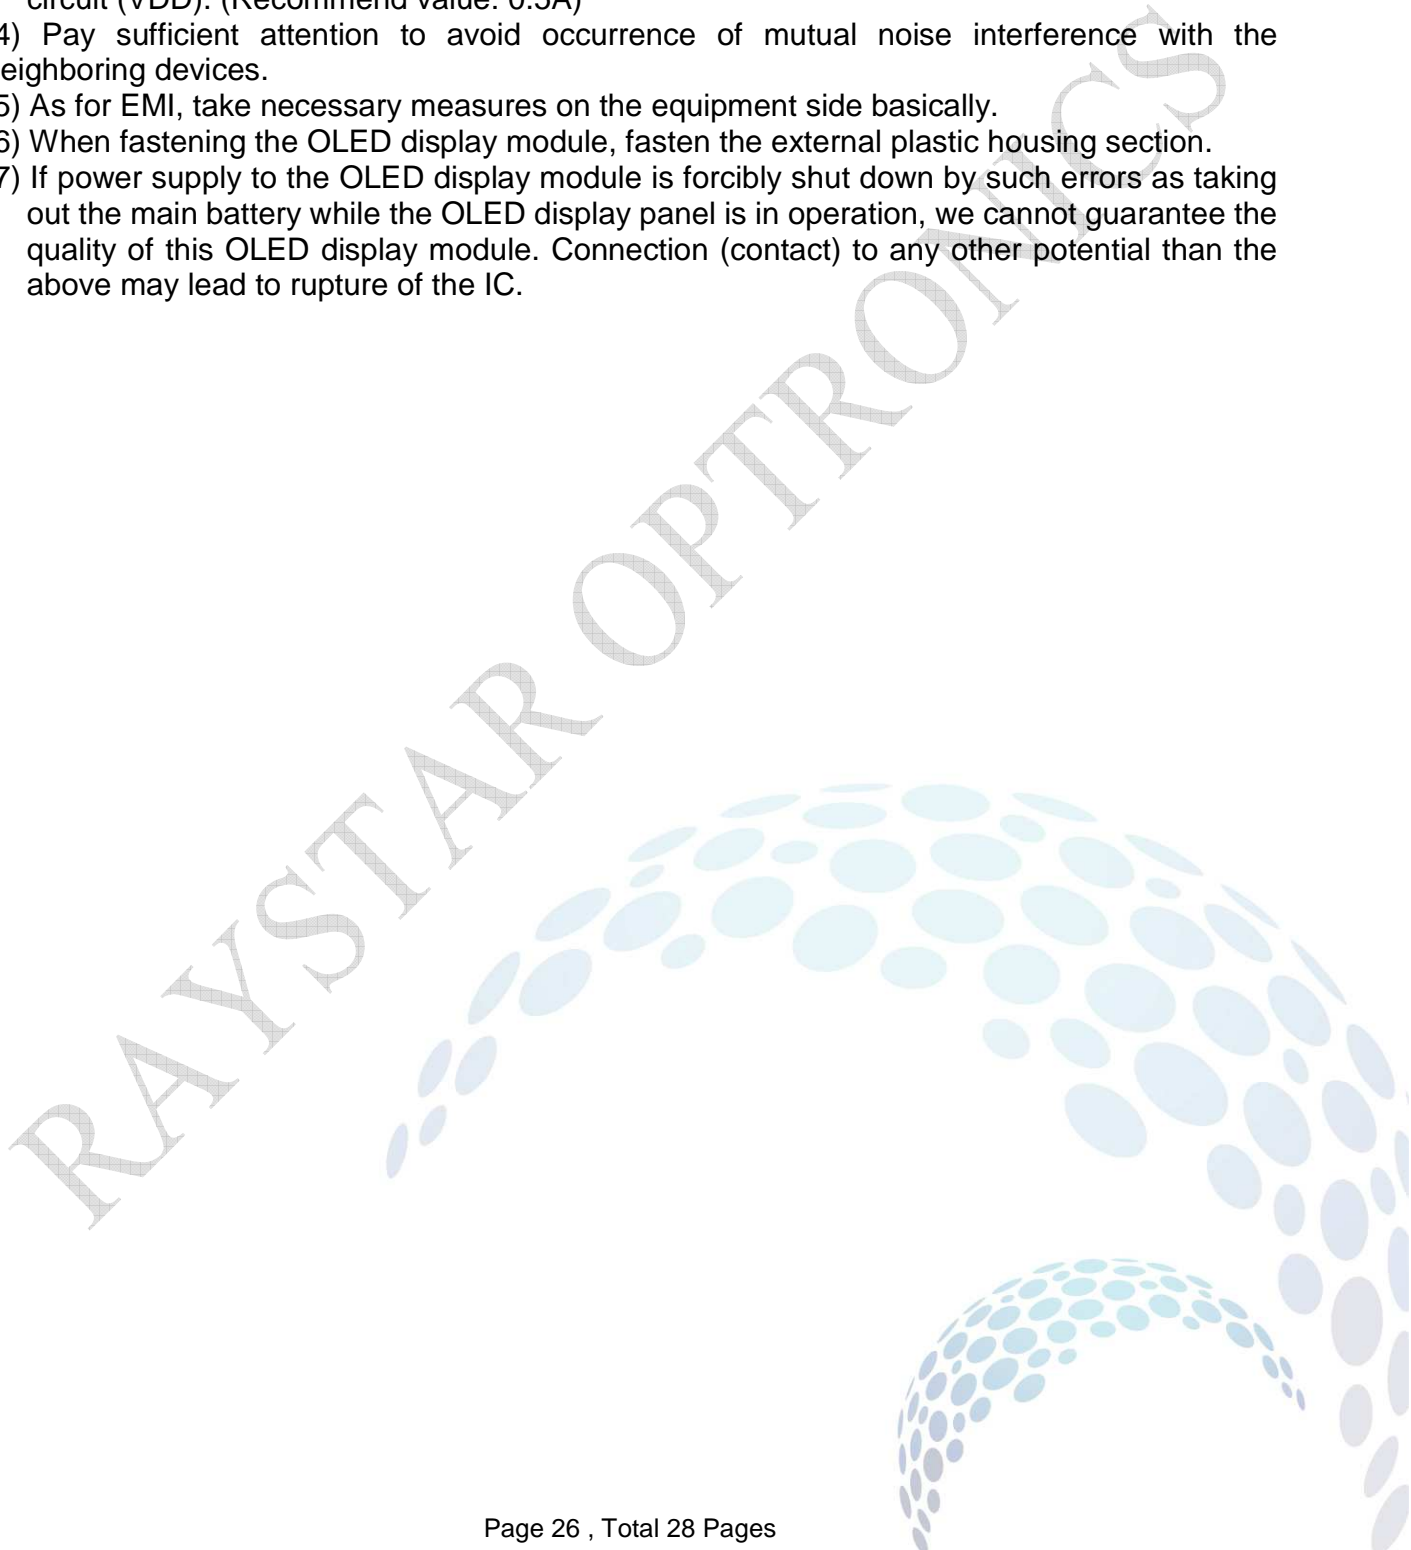 circuit (VDD). (Recommend value: 0.5A)
4) Pay sufficient attention to avoid occurrence of mutual noise interference with the
eighboring devices.
5) As for EMI, take necessary measures on the equipment side basically.
6) When fastening the OLED display module, fasten the external plastic housing section.
7) If power supply to the OLED display module is forcibly shut down by such errors as taking
out the main battery while the OLED display panel is in operation, we cannot guarantee the
quality of this OLED display module. Connection (contact) to any other potential than the
above may lead to rupture of the IC.
RAYSTAR OPTRONICS
Page 26 , Total 28 Pages